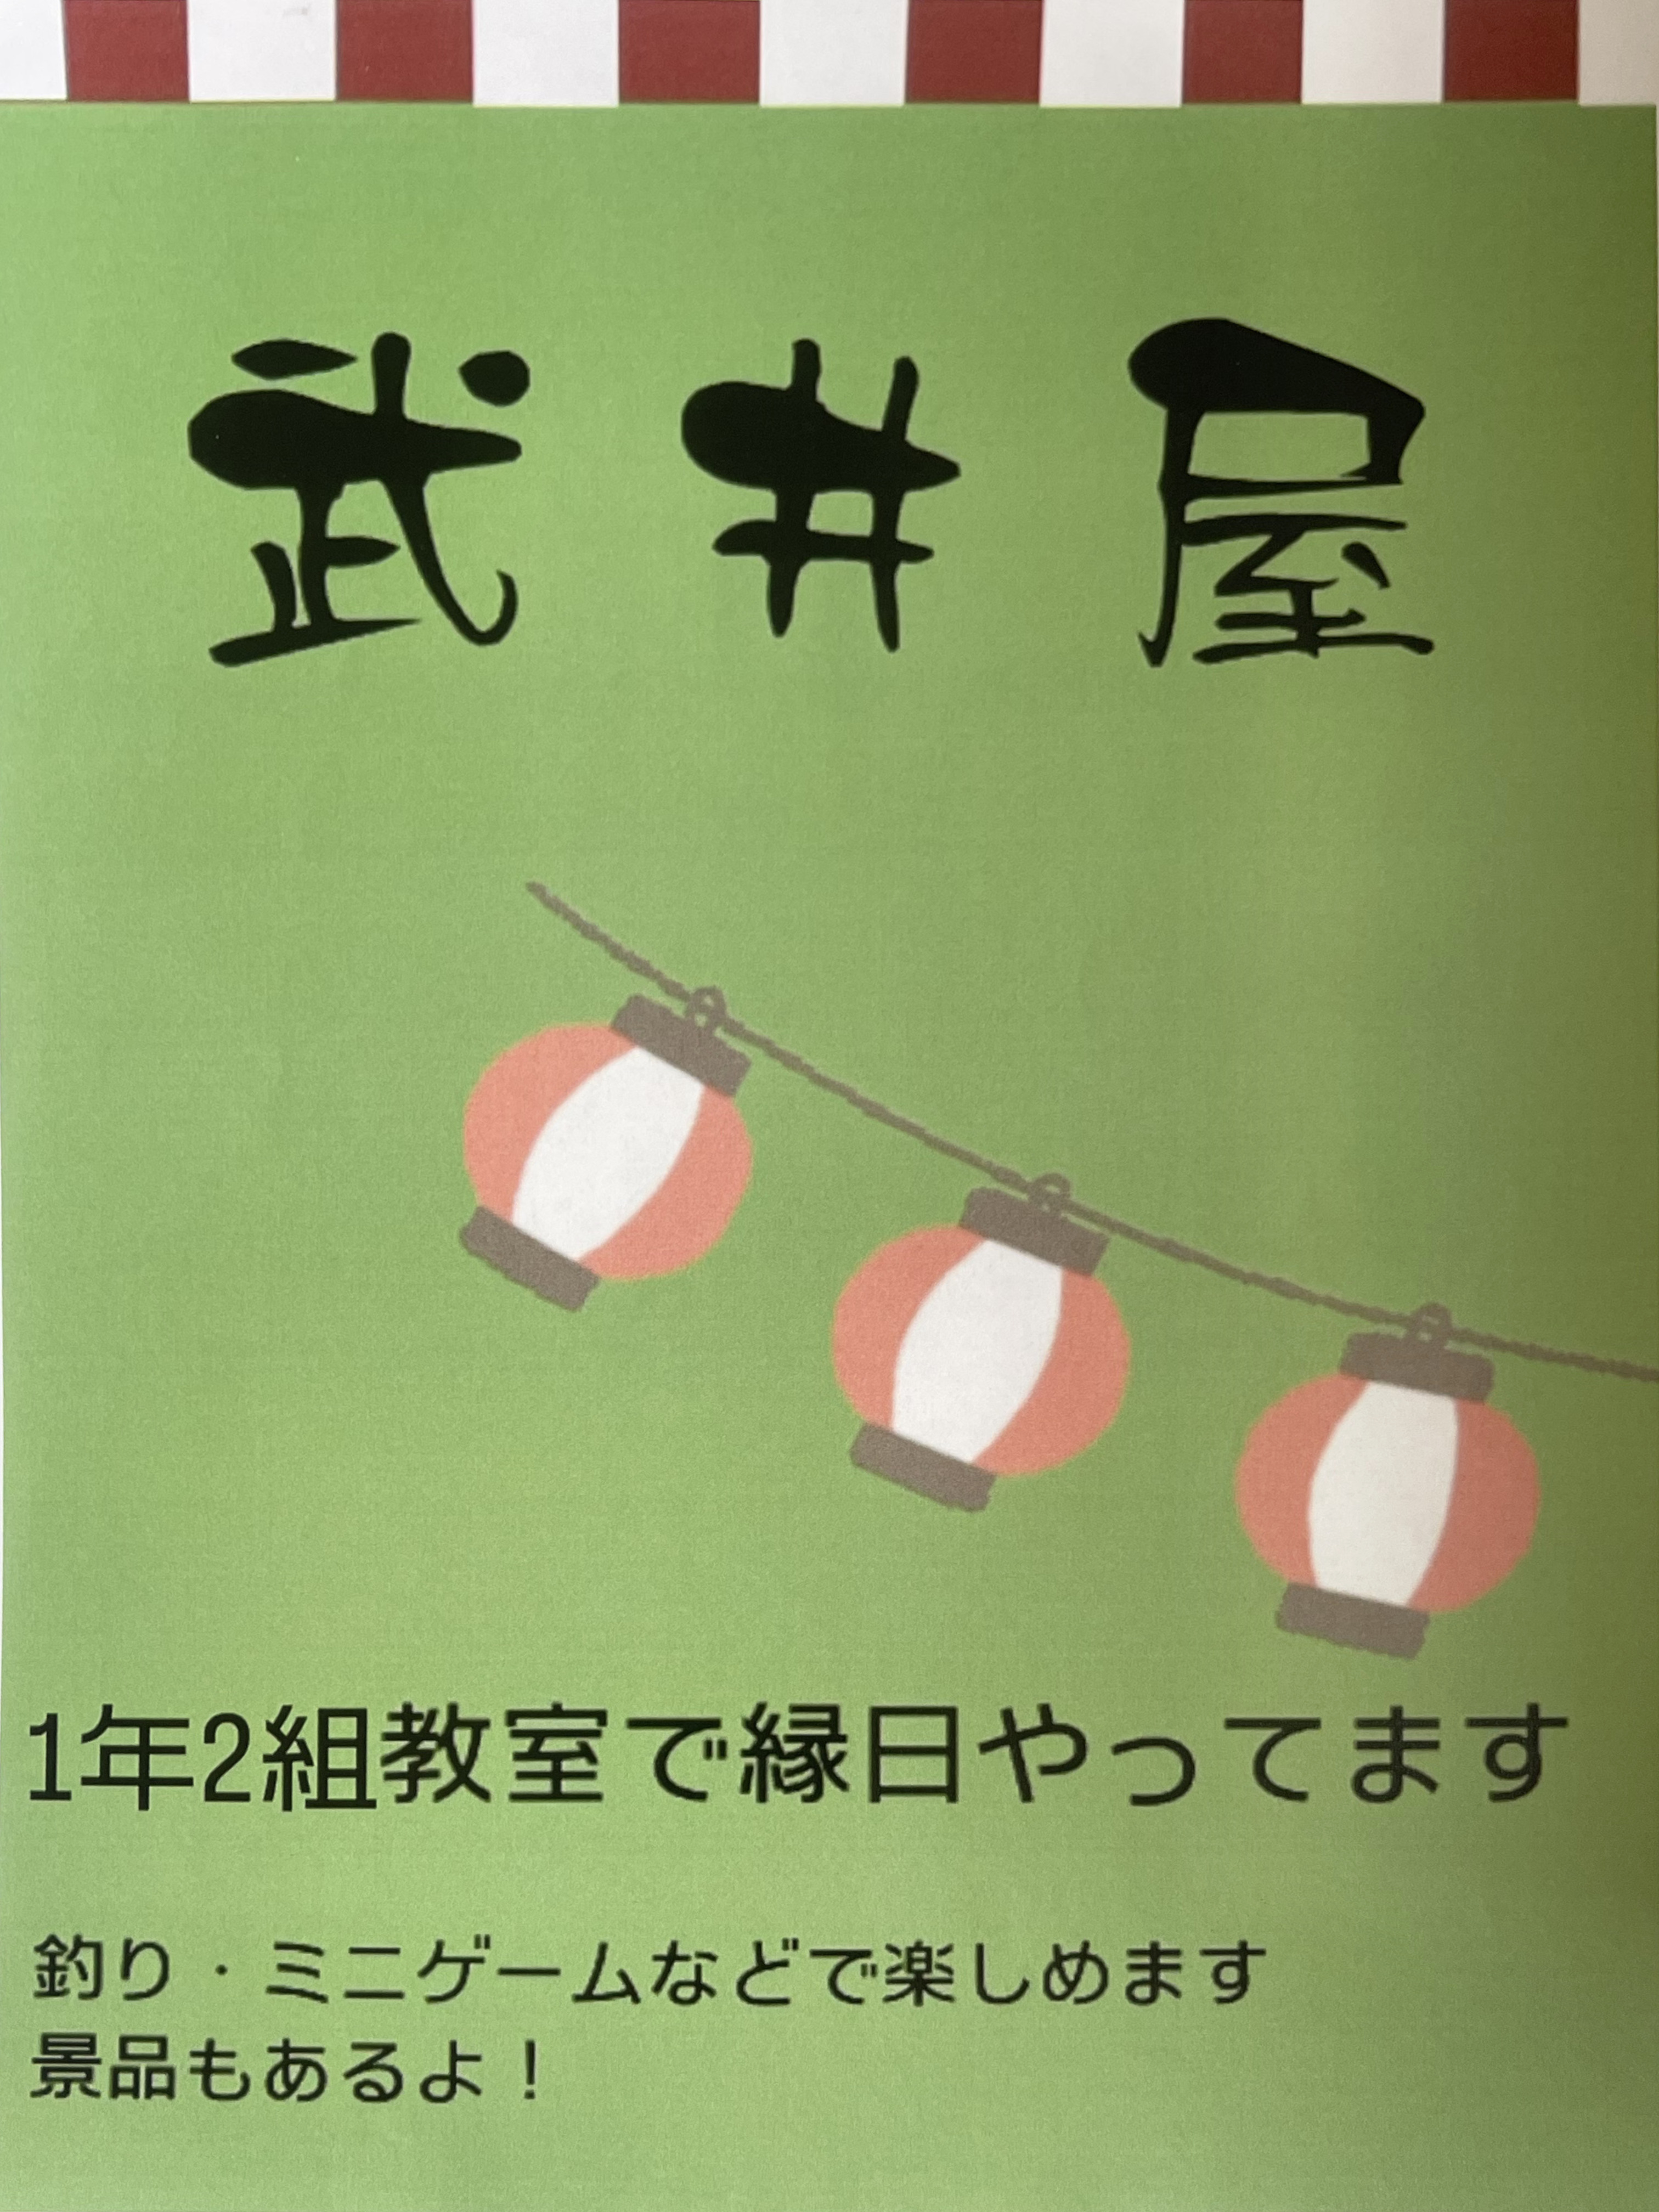 武井屋
1年2組教室で縁日やってます
釣り・ミニゲームなどで楽しめます
景品もあるよ！